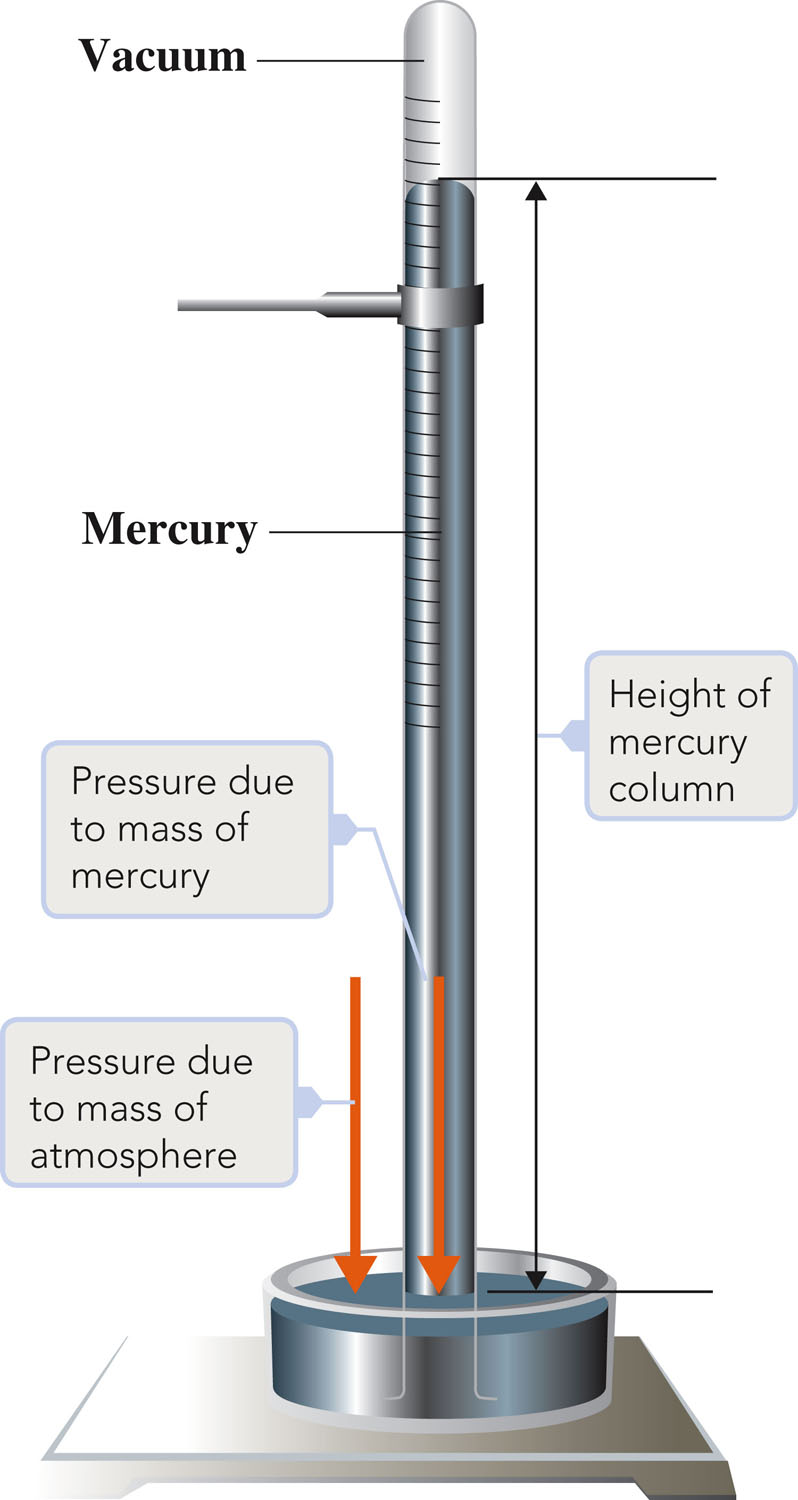 Vacuum
Mercury
Height of
mercury
column
Pressure due
to mass of
mercury
Pressure due
to mass of
atmosphere